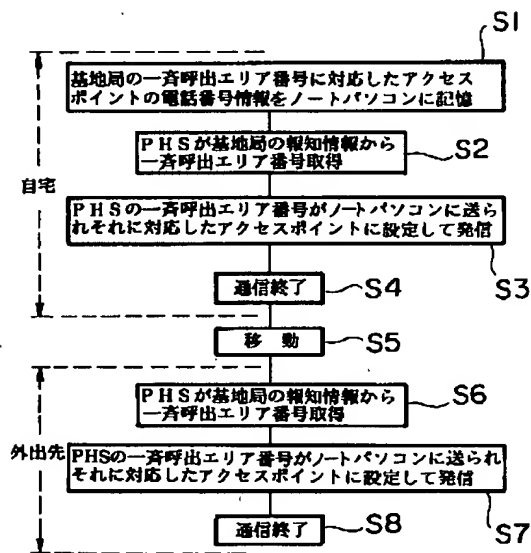 S1
基地局の一斉呼出エリア番号に対応したアクセス
ポイントの電話番号情報をノートパソコンに記憶
PHSが基地局の報知情報から
一斉呼出エリア番号取得
S2
自宅
PHSの一斉呼出エリア番号がノートパソコンに送ら
れそれに対応したアクセスポイントに設定して発信
S3
通信終了
S4
移動
S5
PHSが基地局の報知情報から
一斉呼出エリア番号取得
S6
外出先
PHSの一斉呼出エリア番号がノートパソコンに送られ
それに対応したアクセスポイントに設定して発信
S7
通信終了
S8